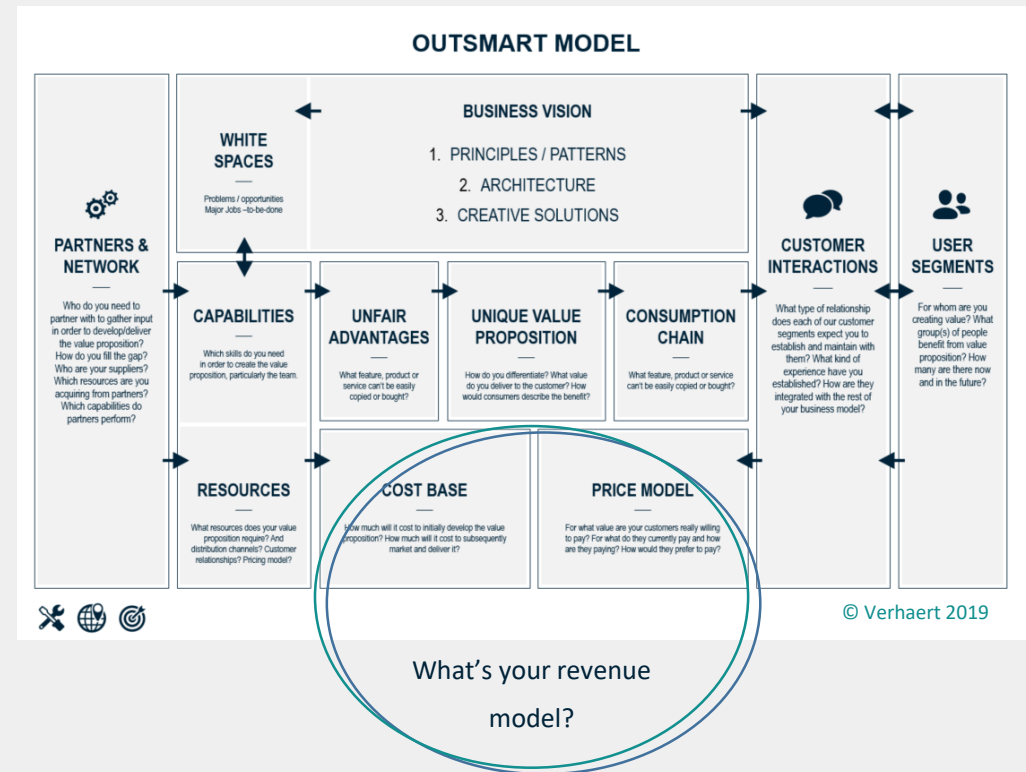 OUTSMART MODEL
PARTNERS &
NETWORK
Who do you need to
partner with to gather input
in order to develop/deliver
the value proposition?
How do you fill the gap?
Who are your suppliers?
Which resources are you
acquiring from partners?
Which capabilities do
partners perform?
WHITE
SPACES
Problems / opportunities
Major Jobs –to-be-done
BUSINESS VISION
1. PRINCIPLES / PATTERNS
2. ARCHITECTURE
3. CREATIVE SOLUTIONS
CAPABILITIES
Which skills do you need
in order to create the value
proposition, particularly the team.
UNFAIR
ADVANTAGES
What feature, product or
service can't be easily
copied or bought?
UNIQUE VALUE
PROPOSITION
How do you differentiate? What value
do you deliver to the customer? How
would consumers describe the benefit?
CONSUMPTION
CHAIN
What feature, product or service
can't be easily copied or bought?
RESOURCES
What resources does your value
proposition require? And
distribution channels? Customer
relationships? Pricing model?
COST BASE
How much will it cost to initially develop the value
proposition? How much will it cost to subsequently
market and deliver it?
PRICE MODEL
For what value are your customers really willing
to pay? For what do they currently pay and how
are they paying? How would they prefer to pay?
CUSTOMER
INTERACTIONS
What type of relationship
does each of our customer
segments expect you to
establish and maintain with
them? What kind of
experience have you
established? How are they
integrated with the rest of
your business model?
USER
SEGMENTS
For whom are you
creating value? What
group(s) of people
benefit from value
proposition? How
many are there now
and in the future?
© Verhaert 2019
What's your revenue
model?